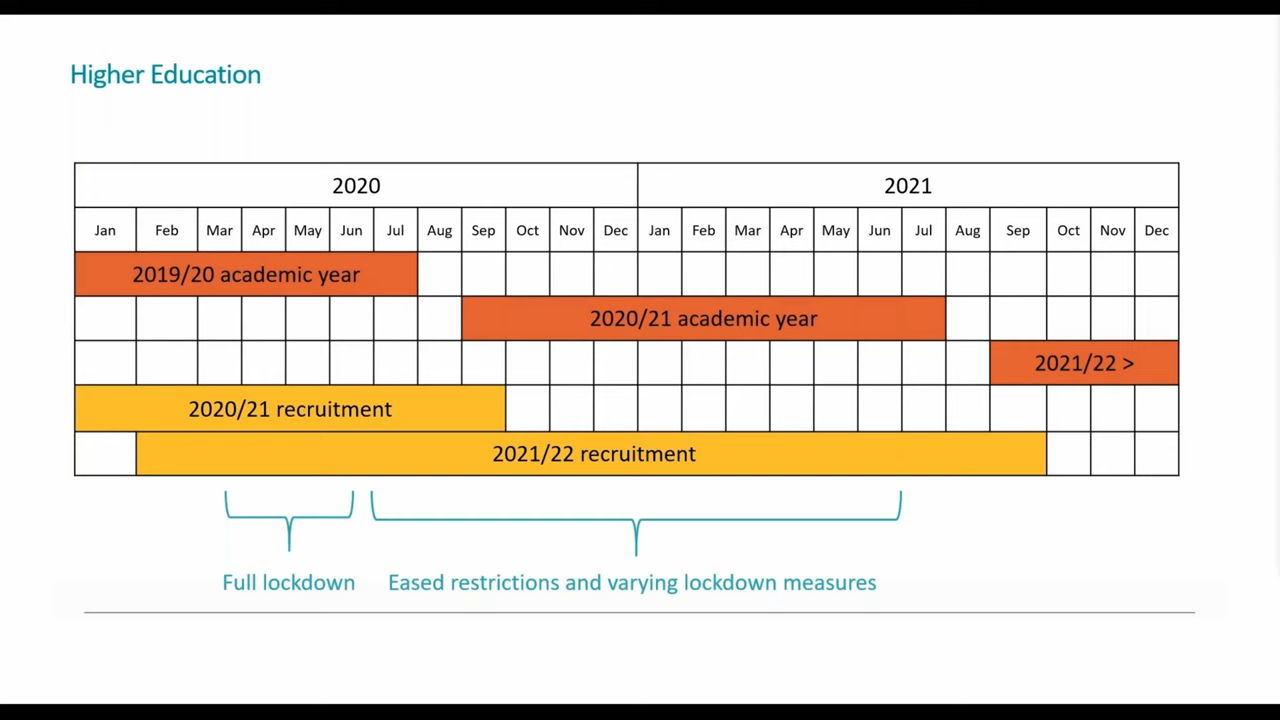 Higher Education
2020 2021
Jan Feb Mar Apr May Jun Jul Aug Sep Oct Nov Dec Jan Feb Mar Apr May Jun Jul Aug Sep Oct Nov Dec
2019/20 academic year
2020/21 academic year
2021/22 >
2020/21 recruitment
2021/22 recruitment
Full lockdown Eased restrictions and varying lockdown measures